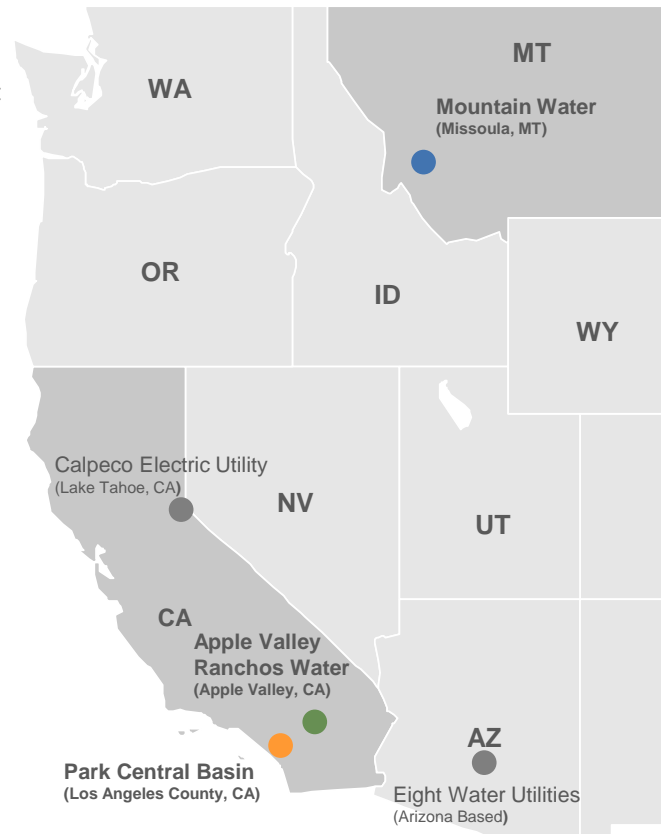 MT
WA
Mountain Water
(Missoula, MT)
OR
ID
WY
Calpeco Electric Utility
(Lake Tahoe, CA)
NV
UT
CA
Apple Valley
Ranchos Water
(Apple Valley, CA)
AZ
Park Central Basin
(Los Angeles County, CA)
Eight Water Utilities
(Arizona Based)